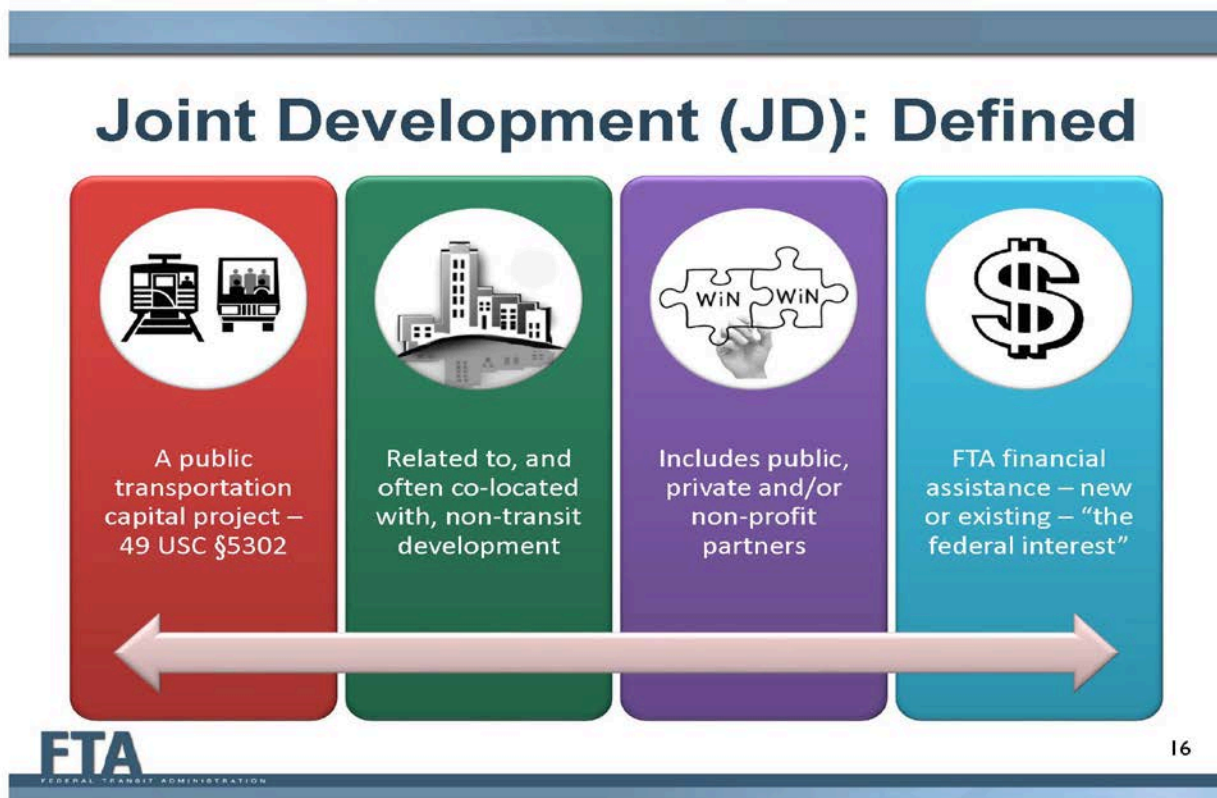 Joint Development (JD): Defined
A public
transportation
capital project –
49 USC §5302
Related to, and
often co-located
with, non-transit
development
WiN WiN
Includes public,
private and/or
non-profit
partners
$
FTA financial
assistance – new
or existing – “the
federal interest”
FTA
FEDERAL TRANSIT ADMINISTRATION
16